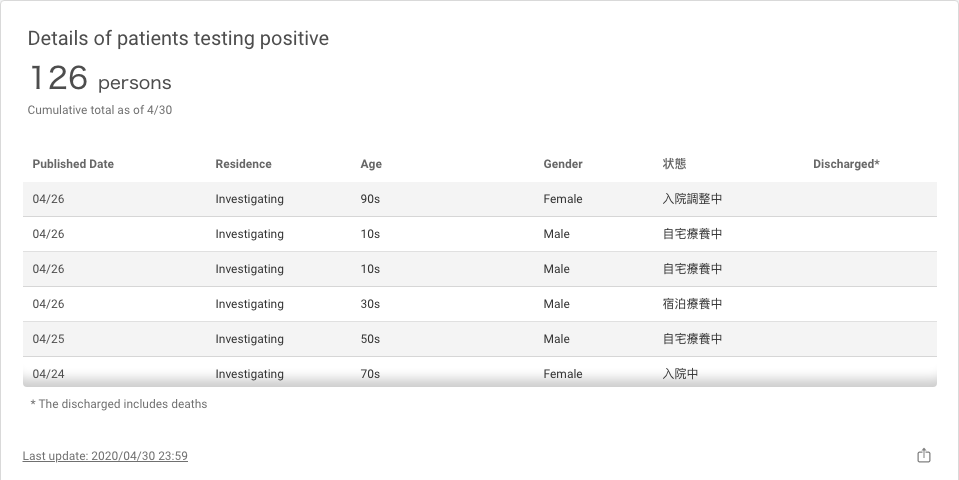 Details of patients testing positive
126 persons
Cumulative total as of 4/30
Published Date Residence Age Gender 状態 Discharged*
04/26 Investigating 90s Female 入院調整中
04/26 Investigating 10s Male 自宅療養中
04/26 Investigating 10s Male 自宅療養中
04/26 Investigating 30s Male 宿泊療養中
04/25 Investigating 50s Male 自宅療養中
04/24 Investigating 70s Female 入院中
* The discharged includes deaths
Last update: 2020/04/30 23:59